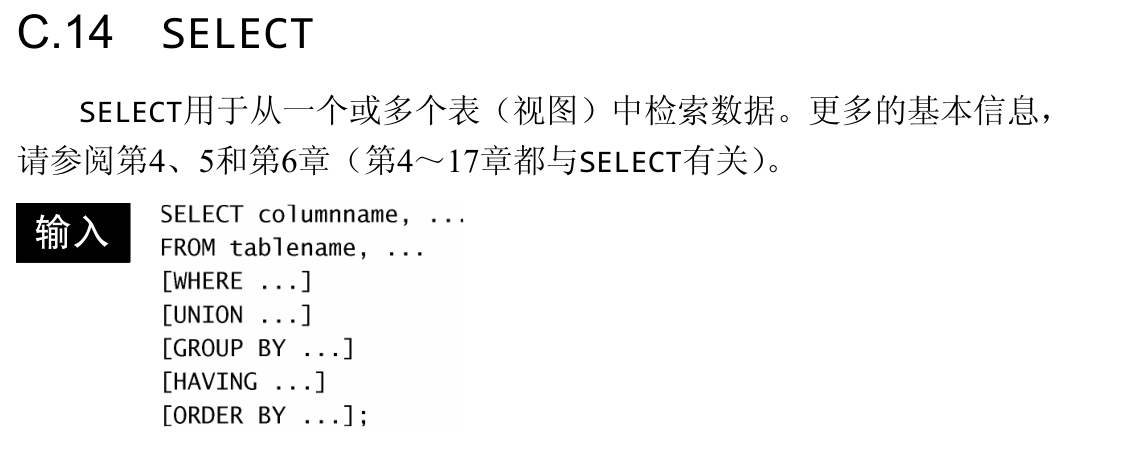 C.14 SELECT
SELECT用于从一个或多个表（视图）中检索数据。更多的基本信息，
请参阅第4、5和第6章（第4～17章都与SELECT有关）。
输入
SELECT columnname, ...
FROM tablename, ...
[WHERE ...]
[UNION ...]
[GROUP BY ...]
[HAVING ...]
[ORDER BY ...];